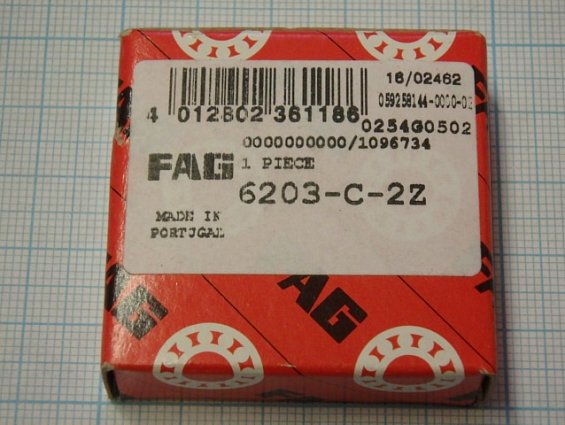 16/02462
059258144-0000-02
4 012802 361186
0254G0502
0000000000/1096734
FAG 1 PIECE
6203-C-2Z
MADE IN
PORTUGAL
FAG